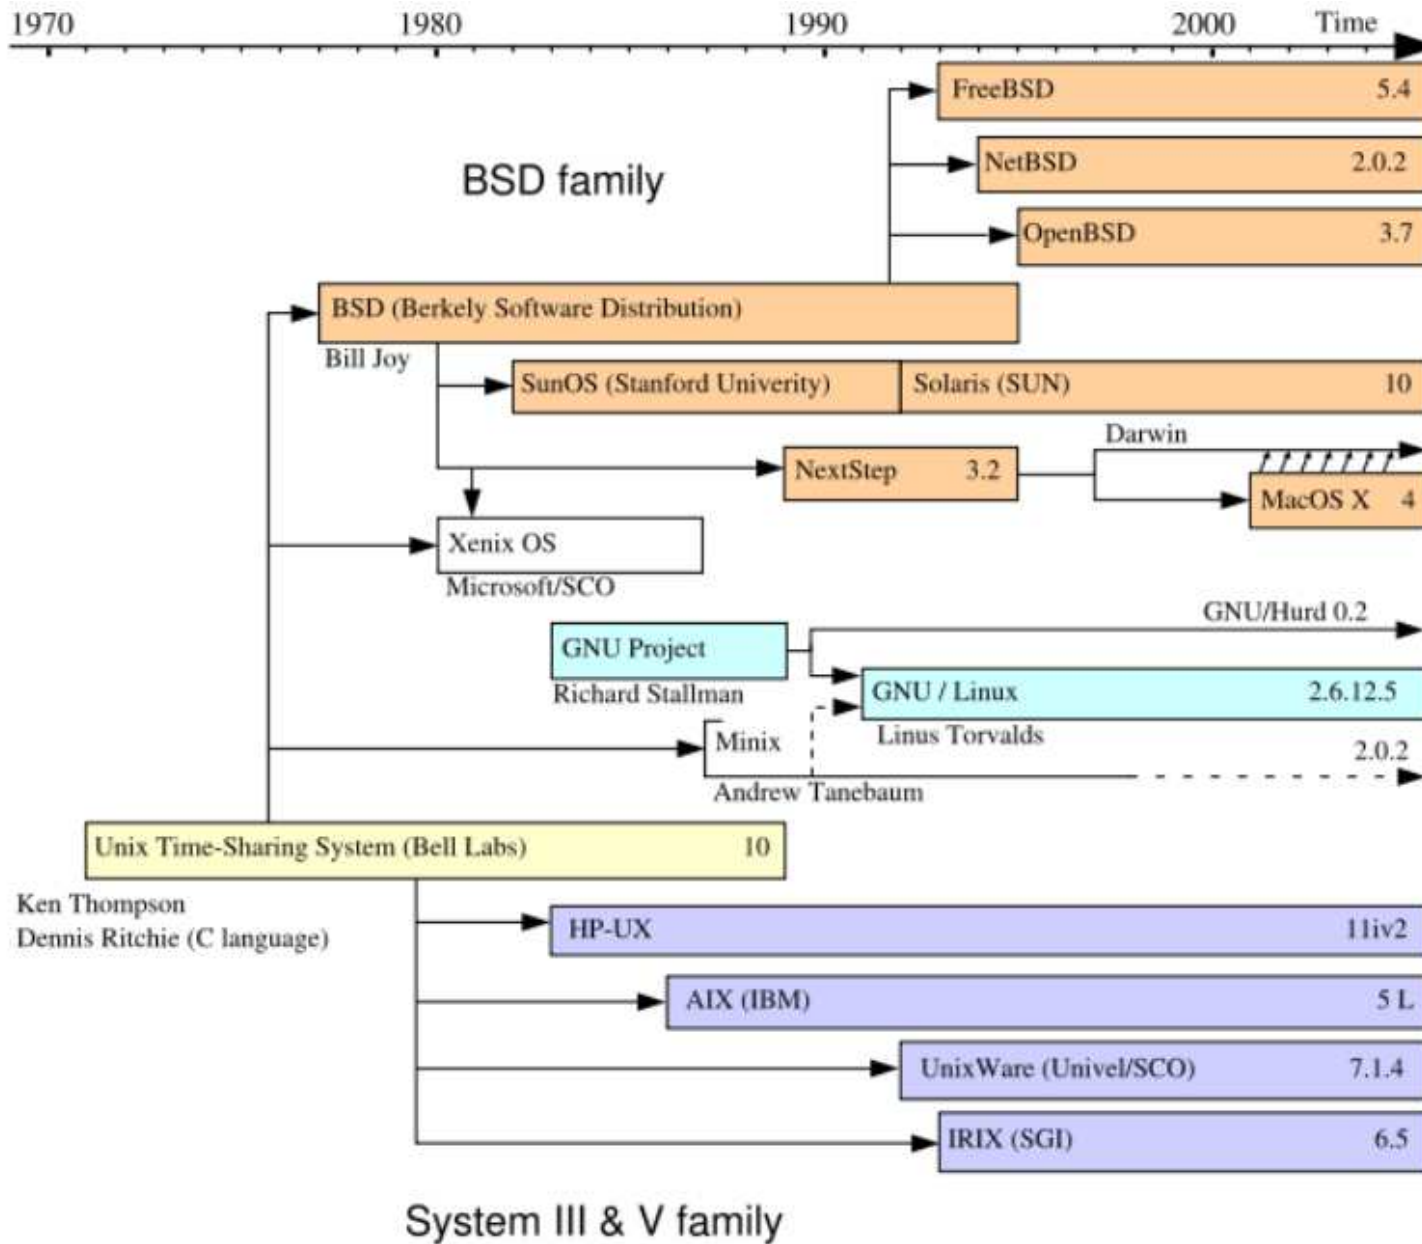 1970 1980 1990 2000 Time
FreeBSD 5.4
BSD family
NetBSD 2.0.2
OpenBSD 3.7
BSD (Berkely Software Distribution)
Bill Joy
SunOS (Stanford Univerity) Solaris (SUN) 10
Darwin
NextStep 3.2
MacOS X 4
Xenix OS
Microsoft/SCO
GNU/Hurd 0.2
GNU Project
Richard Stallman
GNU / Linux 2.6.12.5
Linus Torvalds
Minix
2.0.2
Andrew Tanebaum
Unix Time-Sharing System (Bell Labs) 10
Ken Thompson
Dennis Ritchie (C language)
HP-UX 11iv2
AIX (IBM) 5 L
UnixWare (Univel/SCO) 7.1.4
IRIX (SGI) 6.5
System III & V family